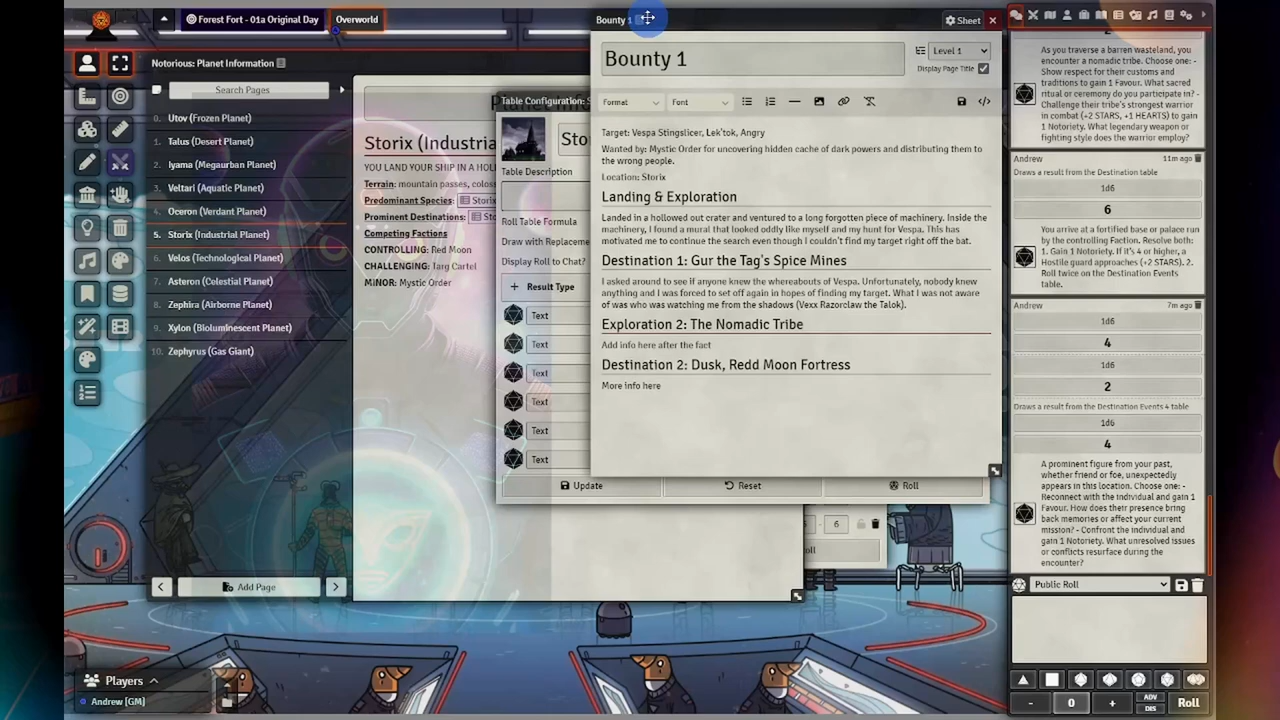 Forest Fort - 01a Original Day
Overworld
Notorious: Planet Information
Search Pages
0. Utov (Frozen Planet)
1. Talus (Desert Planet)
2. Iyama (Megaurban Planet)
3. Veltari (Aquatic Planet)
4. Oceron (Verdant Planet)
5. Storix (Industrial Planet)
6. Velos (Technological Planet)
7. Asteron (Celestial Planet)
8. Zephira (Airborne Planet)
9. Xylon (Bioluminescent Planet)
10. Zephyrus (Gas Giant)
Add Page
Players
Andrew [GM]
Storix (Industria
YOU LAND YOUR SHIP IN A HOL
Terrain: mountain passes, coloss
Predominant Species: Storix
Prominent Destinations: Sto
Competing Factions
CONTROLLING: Red Moon
CHALLENGING: Jarg Cartel
MINOR: Mystic Order
Table Configuration: S
Sto
Table Description
Roll Table Formula
Draw with Replaceme
Display Roll to Chat?
+ Result Type
Text
Text
Text
Text
Text
Text
Update
Reset
Roll
- 6
oll
Bounty 1
Sheet
Bounty 1
Level 1
Display Page Title
Format
Font
Target: Vespa Stingslicer, Lek'tok, Angry
Wanted by: Mystic Order for uncovering hidden cache of dark powers and distributing them to
the wrong people.
Location: Storix
Landing & Exploration
Landed in a hollowed out crater and ventured to a long forgotten piece of machinery. Inside the
machinery, I found a mural that looked oddly like myself and my hunt for Vespa. This has
motivated me to continue the search even though I couldn't find my target right off the bat.
Destination 1: Gur the Tag's Spice Mines
I asked around to see if anyone knew the whereabouts of Vespa. Unfortunately, nobody knew
anything and I was forced to set off again in hopes of finding my target. What I was not aware
of was who was watching me from the shadows (Vexx Razorclaw the Talok).
Exploration 2: The Nomadic Tribe
Add info here after the fact
Destination 2: Dusk, Redd Moon Fortress
More info here
2
As you traverse a barren wasteland, you
encounter a nomadic tribe. Choose one: -
Show respect for their customs and
traditions to gain 1 Favour. What sacred
ritual or ceremony do you participate in? -
Challenge their tribe's strongest warrior
in combat (+2 STARS, +1 HEARTS) to gain
1 Notoriety. What legendary weapon or
fighting style does the warrior employ?
Andrew
11m ago
Draws a result from the Destination table
1d6
6
You arrive at a fortified base or palace run
by the controlling Faction. Resolve both:
1. Gain 1 Notoriety. If it's 4 or higher, a
Hostile guard approaches (+2 STARS). 2.
Roll twice on the Destination Events
table.
Andrew
7m ago
1d6
4
1d6
2
Draws a result from the Destination Events 4 table
1d6
4
A prominent figure from your past,
whether friend or foe, unexpectedly
appears in this location. Choose one: -
Reconnect with the individual and gain 1
Favour. How does their presence bring
back memories or affect your current
mission? - Confront the individual and
gain 1 Notoriety. What unresolved issues
or conflicts resurface during the
encounter?
Public Roll
-
0
+
ADV
DIS
Roll